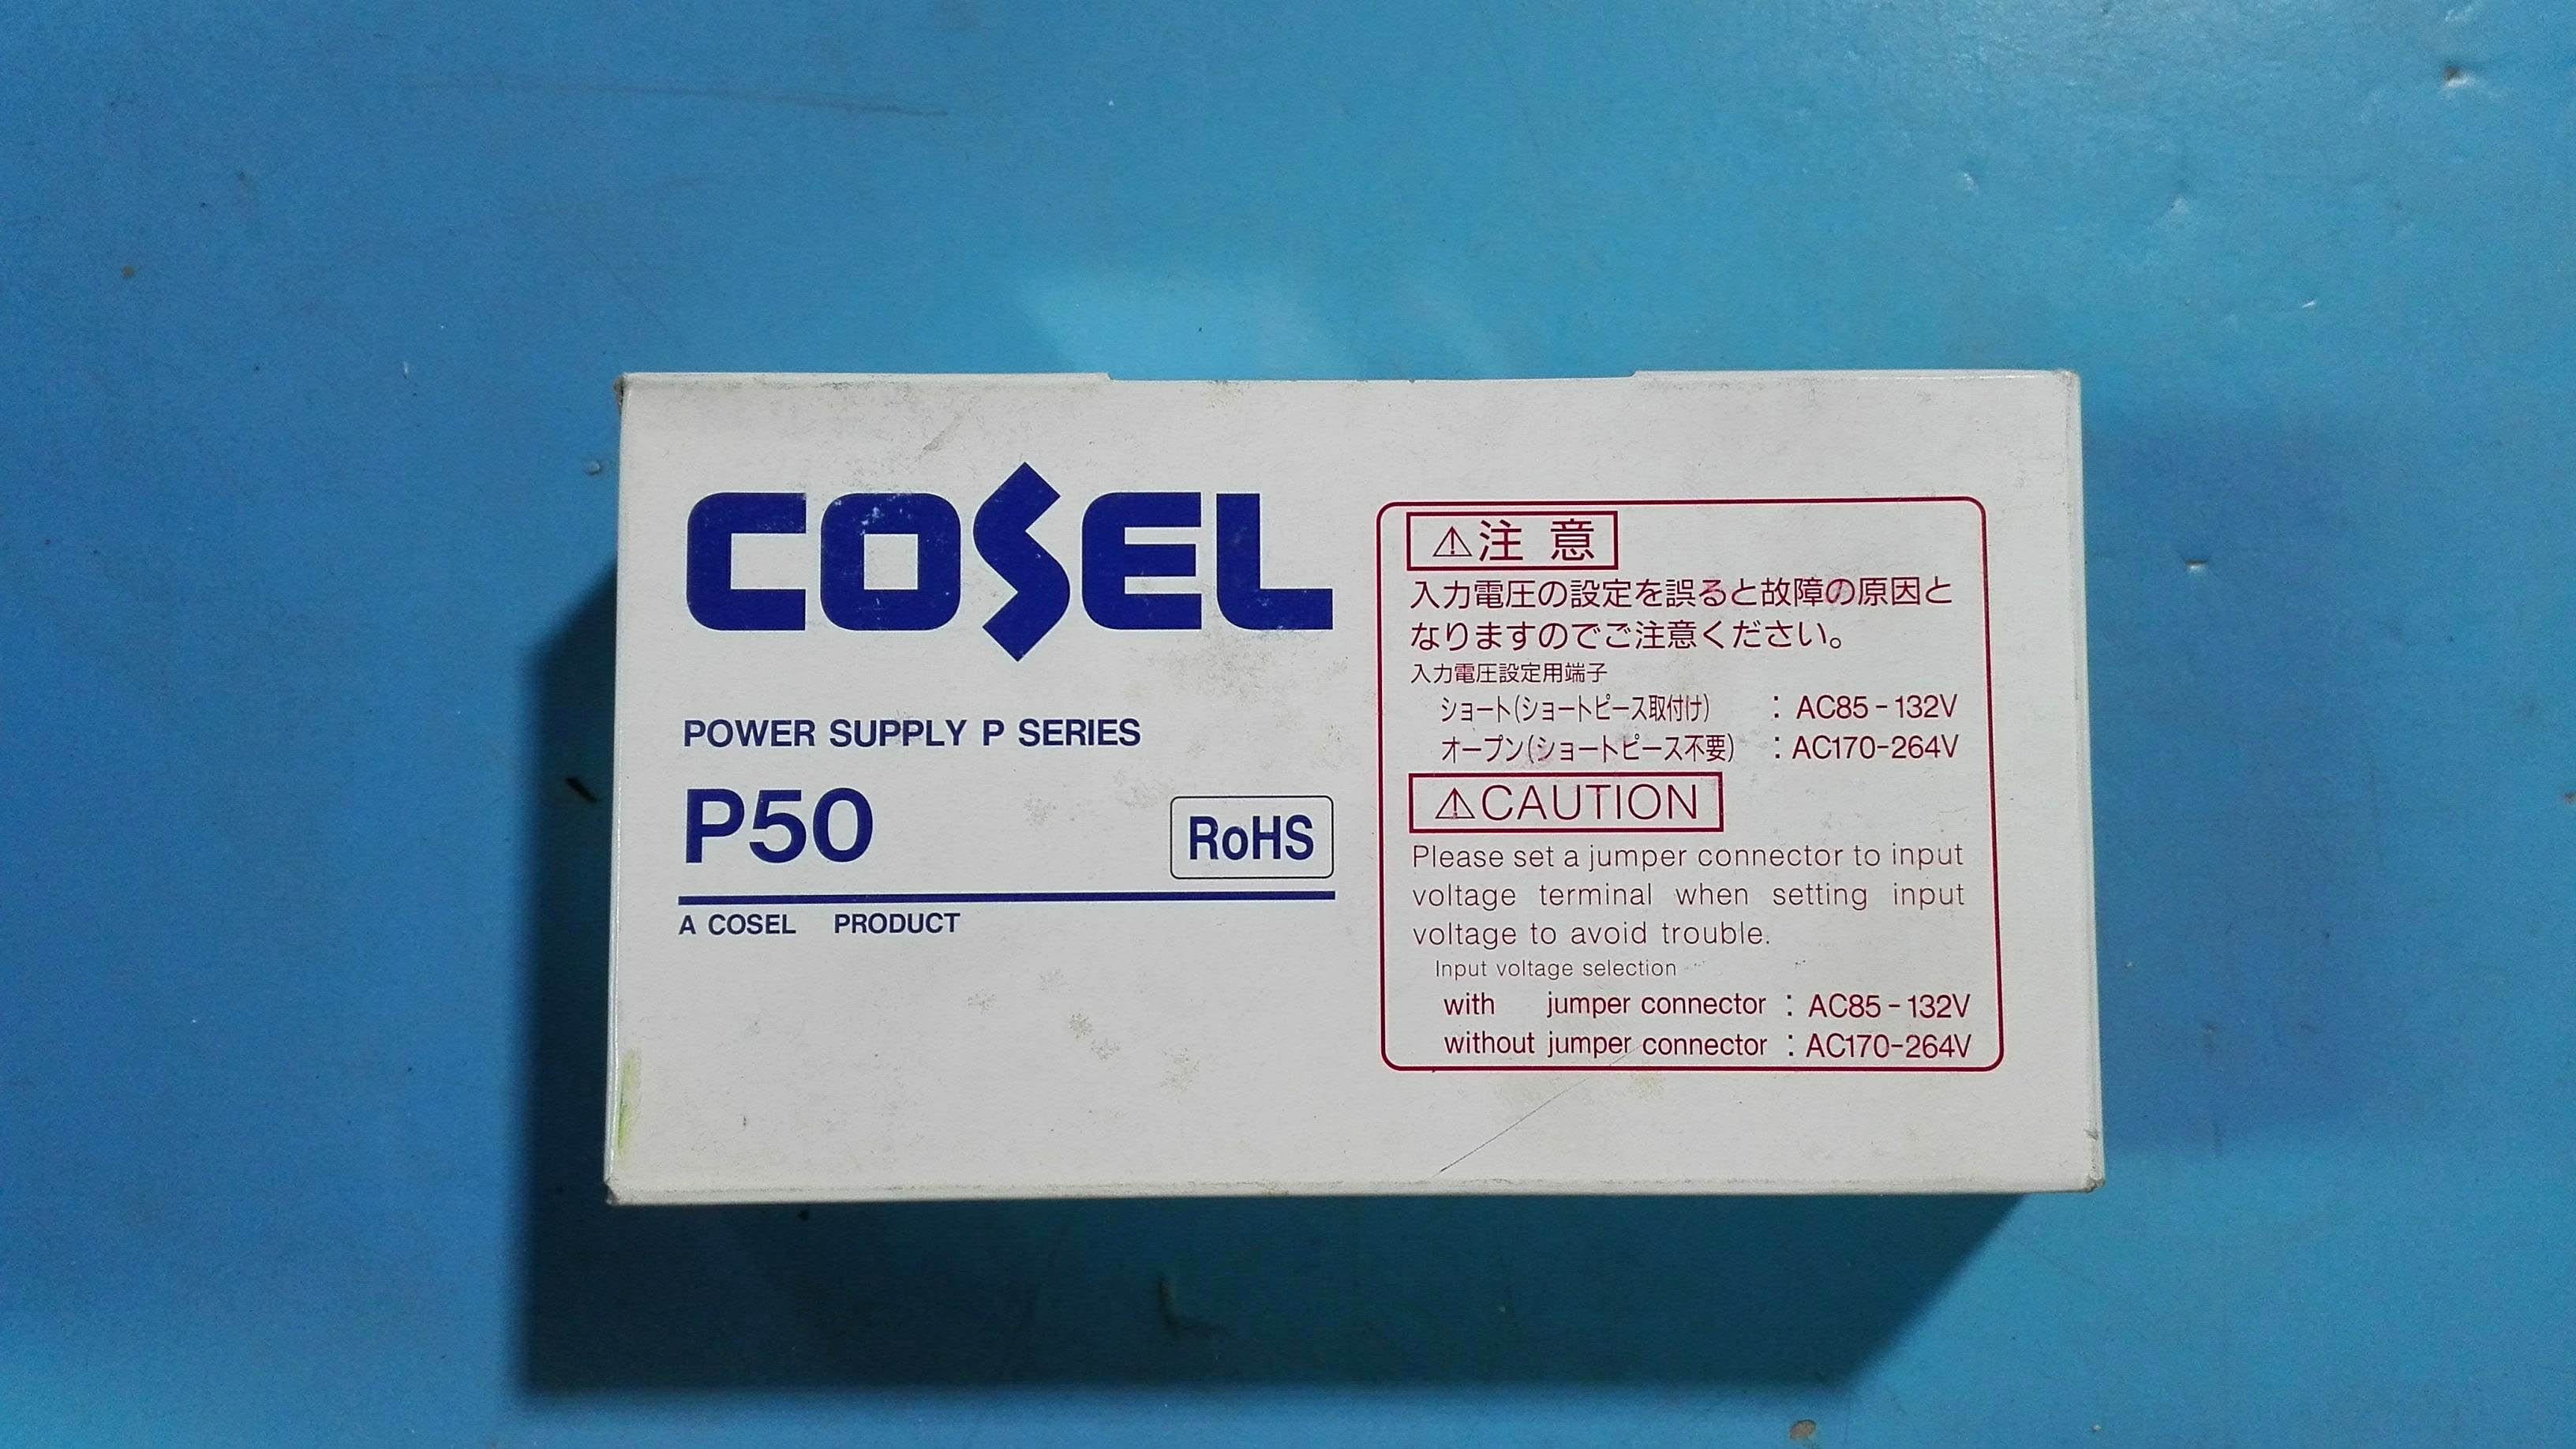 COSEL
POWER SUPPLY P SERIES
P50
RoHS
A COSEL PRODUCT
⚠注 意
入力電圧の設定を誤ると故障の原因と
なりますのでご注意ください。
入力電圧設定用端子
ショート(ショートピース取付け) : AC85-132V
オープン(ショートピース不要) : AC170-264V
⚠CAUTION
Please set a jumper connector to input
voltage terminal when setting input
voltage to avoid trouble.
Input voltage selection
with jumper connector : AC85-132V
without jumper connector : AC170-264V